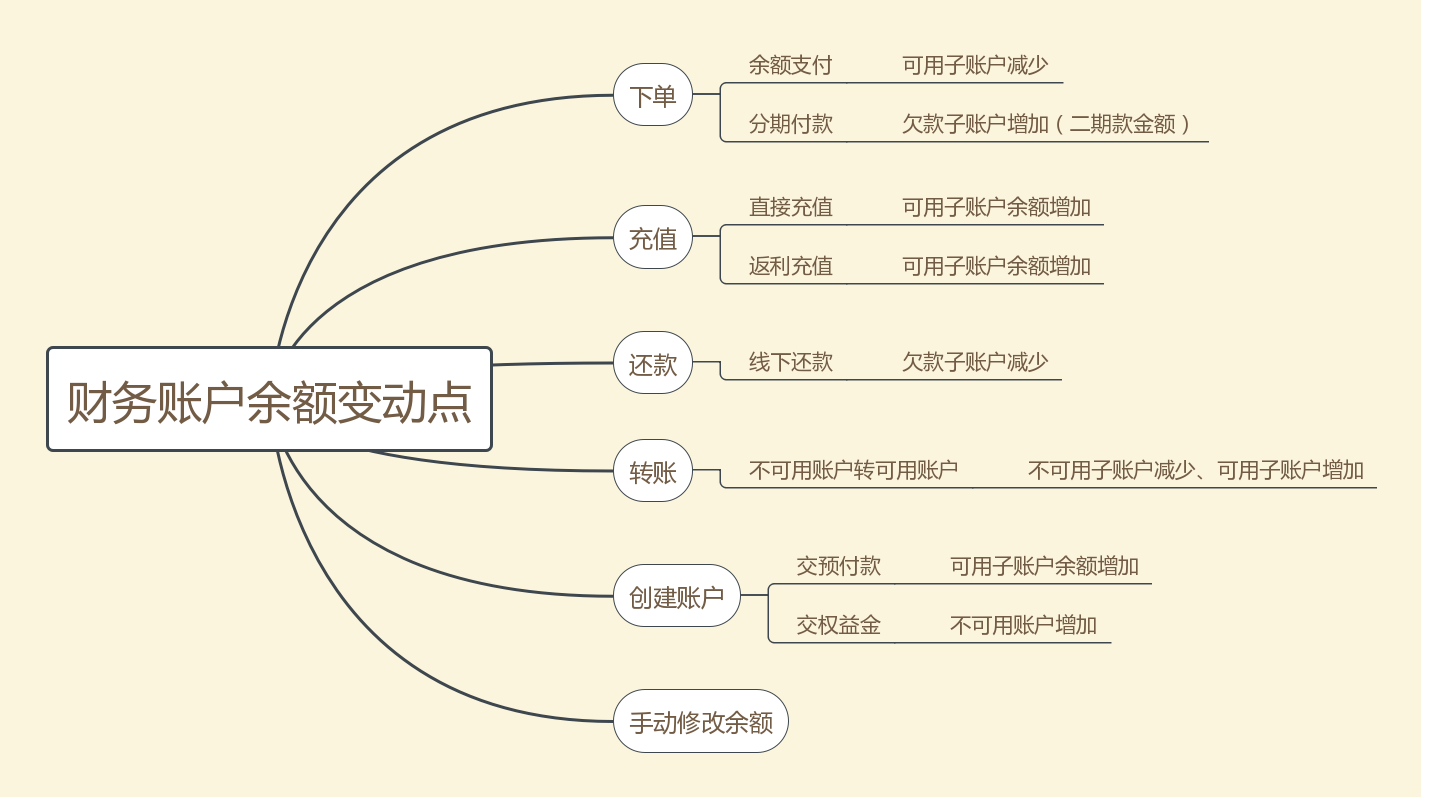 财务账户余额变动点
下单
余额支付 可用子账户减少
分期付款 欠款子账户增加（二期款金额）
充值
直接充值 可用子账户余额增加
返利充值 可用子账户余额增加
还款
线下还款 欠款子账户减少
转账
不可用账户转可用账户 不可用子账户减少、可用子账户增加
创建账户
交预付款 可用子账户余额增加
交权益金 不可用账户增加
手动修改余额